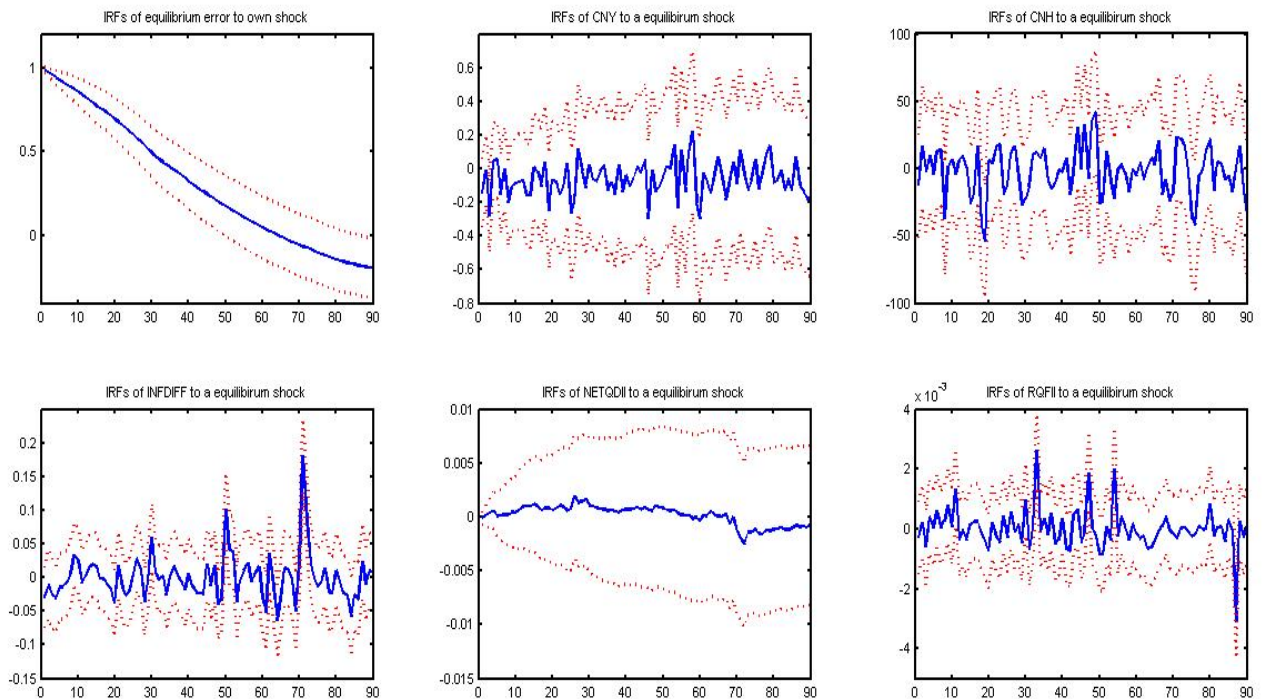 IRFs of equilibrium error to own shock
1
0.5
0
0 10 20 30 40 50 60 70 80 90
IRFs of CNY to a equilibirum shock
0.6
0.4
0.2
0
-0.2
-0.4
-0.6
-0.8
0 10 20 30 40 50 60 70 80 90
IRFs of CNH to a equilibirum shock
100
50
0
-50
-100
0 10 20 30 40 50 60 70 80 90
IRFs of INFDIFF to a equilibirum shock
0.2
0.15
0.1
0.05
0
-0.05
-0.1
-0.15
0 10 20 30 40 50 60 70 80 90
IRFs of NETQDII to a equilibirum shock
0.01
0.005
0
-0.005
-0.01
-0.015
0 10 20 30 40 50 60 70 80 90
IRFs of RQFII to a equilibirum shock
x 10^-3
4
2
0
-2
-4
0 10 20 30 40 50 60 70 80 90